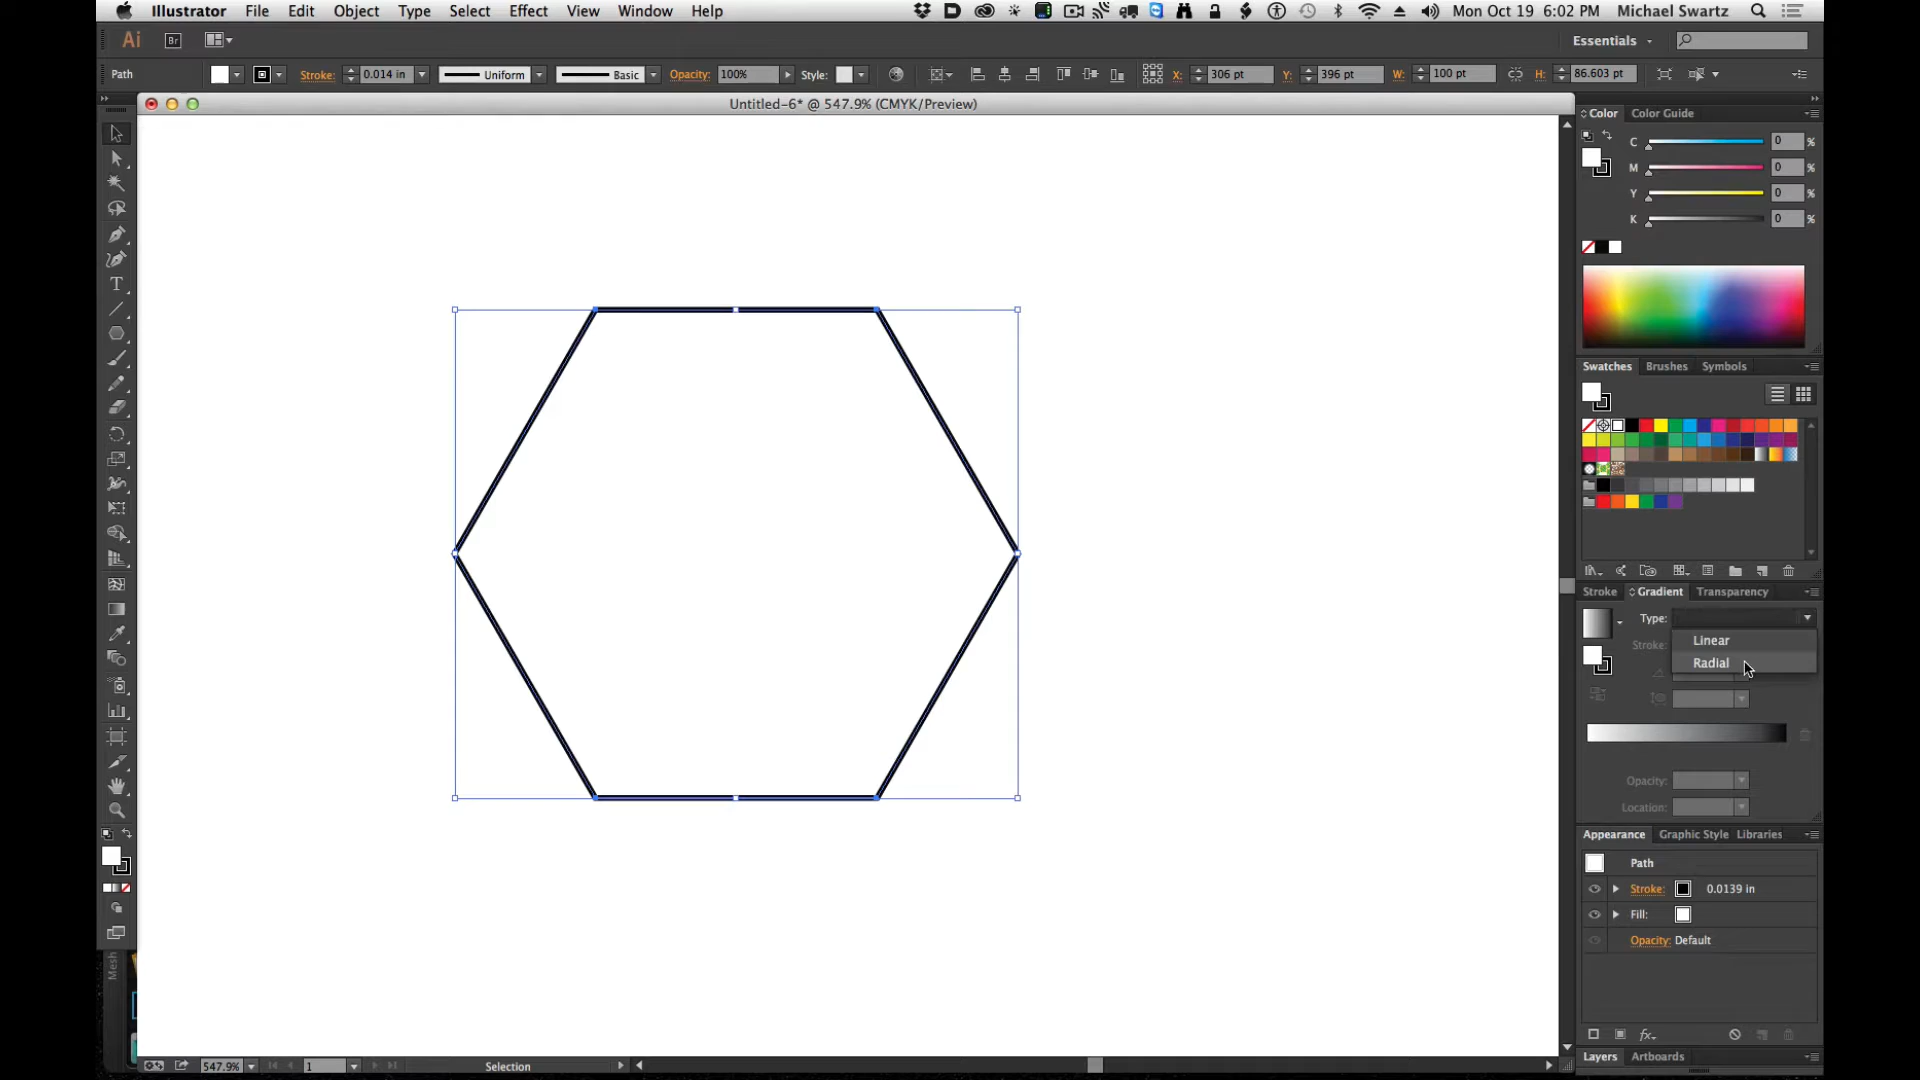 Illustrator File Edit Object Type Select Effect View Window Help Mon Oct 19 6:02 PM Michael Swartz
Ai Br Essentials
Path Stroke: 0.014 in Uniform Basic Opacity: 100% Style: X: 306 pt Y: 396 pt W: 100 pt H: 86.603 pt
Untitled-6* @ 547.9% (CMYK/Preview)
Color Color Guide
C 0 %
M 0 %
Y 0 %
K 0 %
Swatches Brushes Symbols
Stroke Gradient Transparency
Type:
Linear
Stroke:
Radial
Opacity:
Location:
Appearance Graphic Style Libraries
Path
Stroke: 0.0139 in
Fill:
Opacity: Default
Mesh
fx
Layers Artboards
547.9% 1 Selection